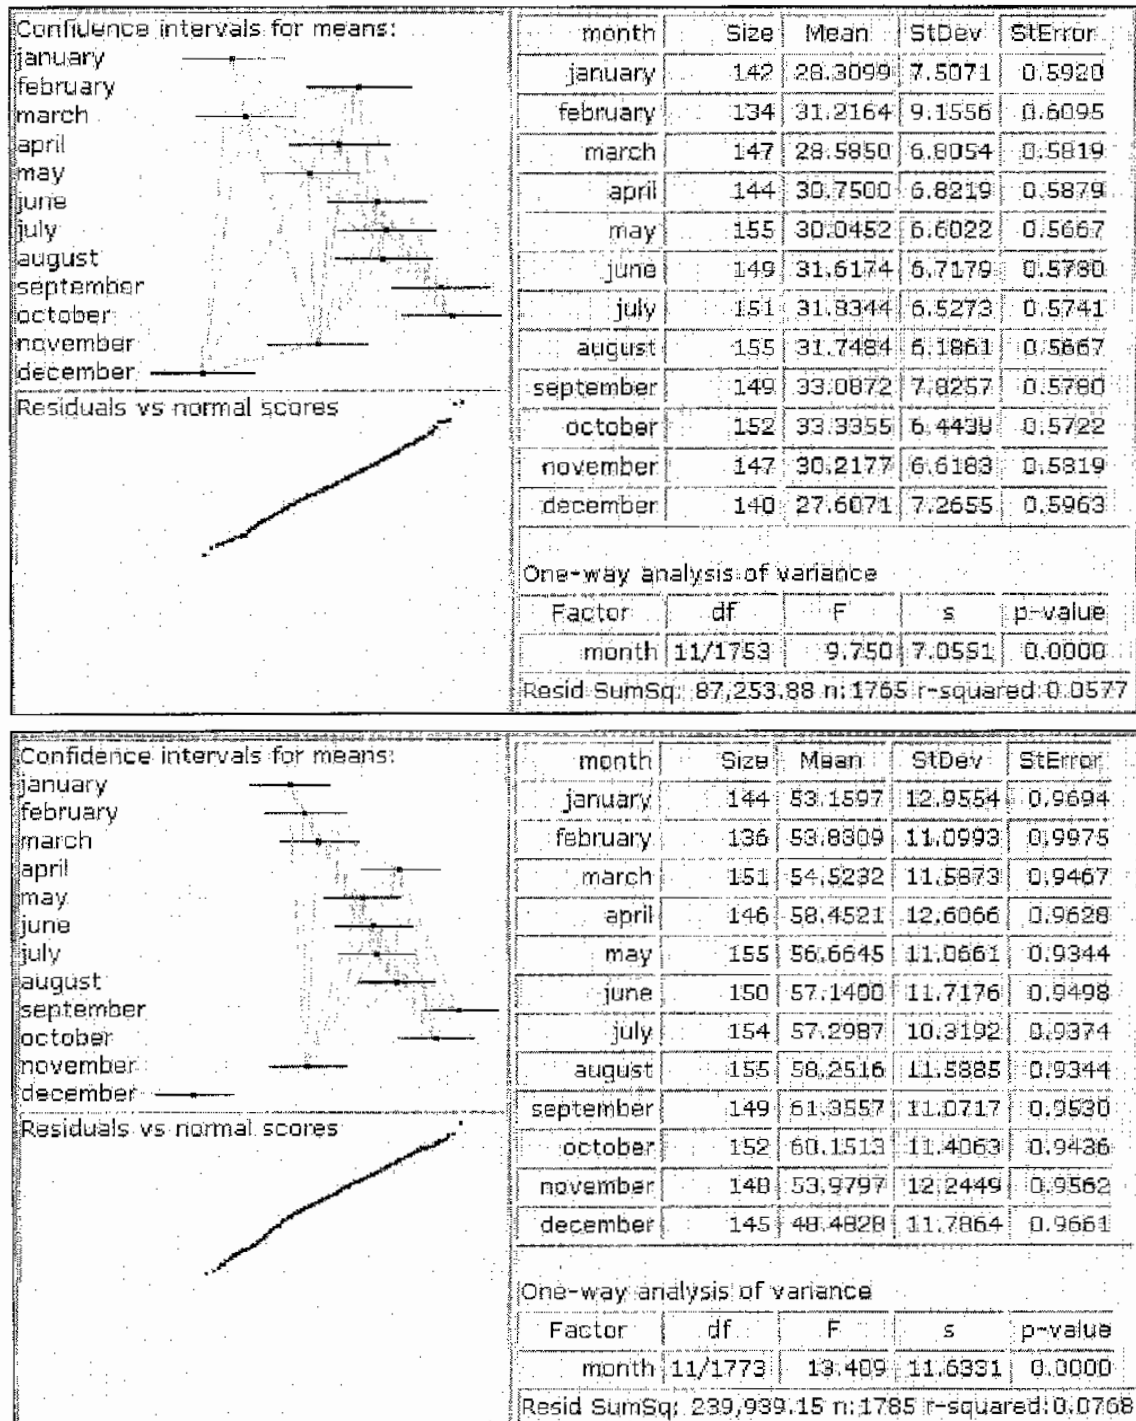 Confidence intervals for means:
january
february
march
april
may
june
july
august
september
october
november
december
Residuals vs normal scores
month Size Mean StDev StError
january 142 28.3099 7.5071 0.5920
february 134 31.2164 9.1556 0.6095
march 147 28.5850 6.8054 0.5819
april 144 30.7500 6.8219 0.5879
may 155 30.0452 6.6022 0.5667
june 149 31.6174 6.7179 0.5780
july 151 31.8344 6.5273 0.5741
august 155 31.7484 6.1861 0.5667
september 149 33.0872 7.8257 0.5780
october 152 33.3355 0.5722
november 147 30.2177 6.6183 0.5819
december 140 27.6071 7.2655 0.5963
One-way analysis of variance
Factor df F s p-value
month 11/1753 9.750 7.0551 0.0000
Resid SumSq: 87,253.88 n:1765 r-squared:0.0577
Confidence intervals for means:
january
february
march
april
may
june
july
august
september
october
november
december
Residuals vs normal scores
month Size Mean StDev StError
january 144 53.1597 12.9554 0.9694
february 136 53.8309 11.0993 0.9975
march 151 54.5232 11.5873 0.9467
april 146 58.4521 12.6066 0.9628
may 155 56.6645 11.0661 0.9344
june 150 57.1400 11.7176 0.9498
july 154 57.2987 10.3192 0.9374
august 155 58.2516 11.5885 0.9344
september 149 61.3557 11.0717 0.9530
october 152 60.1513 11.4063 0.9436
november 148 53.9797 12.2449 0.9562
december 145 48.4828 11.7864 0.9661
One-way analysis of variance
Factor df F s p-value
month 11/1773 13.409 11.6331 0.0000
Resid SumSq: 239,939.15 n:1785 r-squared:0.0768